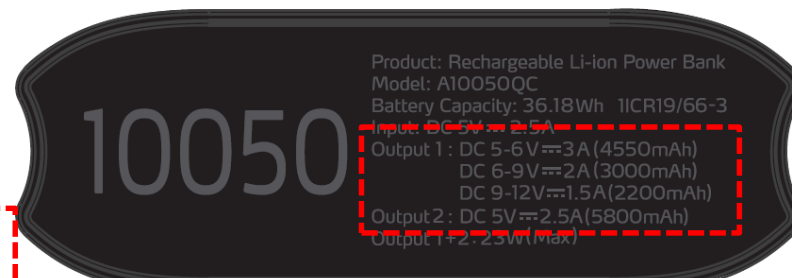 10050
Product: Rechargeable Li-ion Power Bank
Model: A10050QC
Battery Capacity: 36.18Wh 1ICR19/66-3
Input: DC 5V⎓2.5A
Output 1 : DC 5-6V⎓3A(4550mAh)
DC 6-9V⎓2A(3000mAh)
DC 9-12V⎓1.5A(2200mAh)
Output2 : DC 5V⎓2.5A(5800mAh)
Output 1+2: 23W(Max)